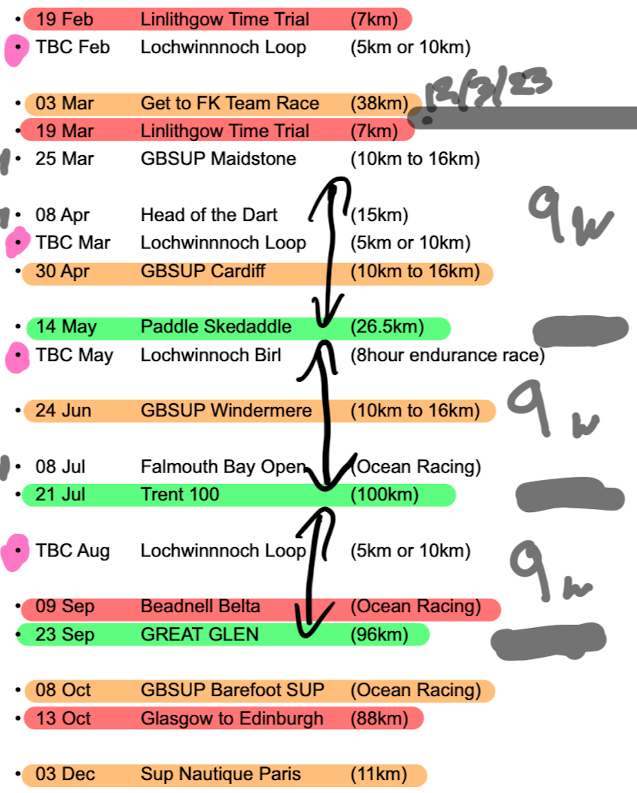 • 19 Feb Linlithgow Time Trial (7km)
• TBC Feb Lochwinnnoch Loop (5km or 10km)
12/3/23
• 03 Mar Get to FK Team Race (38km)
• 19 Mar Linlithgow Time Trial (7km)
• 25 Mar GBSUP Maidstone (10km to 16km)
• 08 Apr Head of the Dart (15km)
9w
• TBC Mar Lochwinnnoch Loop (5km or 10km)
• 30 Apr GBSUP Cardiff (10km to 16km)
• 14 May Paddle Skedaddle (26.5km)
• TBC May Lochwinnoch Birl (8hour endurance race)
• 24 Jun GBSUP Windermere (10km to 16km)
9w
• 08 Jul Falmouth Bay Open (Ocean Racing)
• 21 Jul Trent 100 (100km)
• TBC Aug Lochwinnnoch Loop (5km or 10km)
9w
• 09 Sep Beadnell Belta (Ocean Racing)
• 23 Sep GREAT GLEN (96km)
• 08 Oct GBSUP Barefoot SUP (Ocean Racing)
• 13 Oct Glasgow to Edinburgh (88km)
• 03 Dec Sup Nautique Paris (11km)